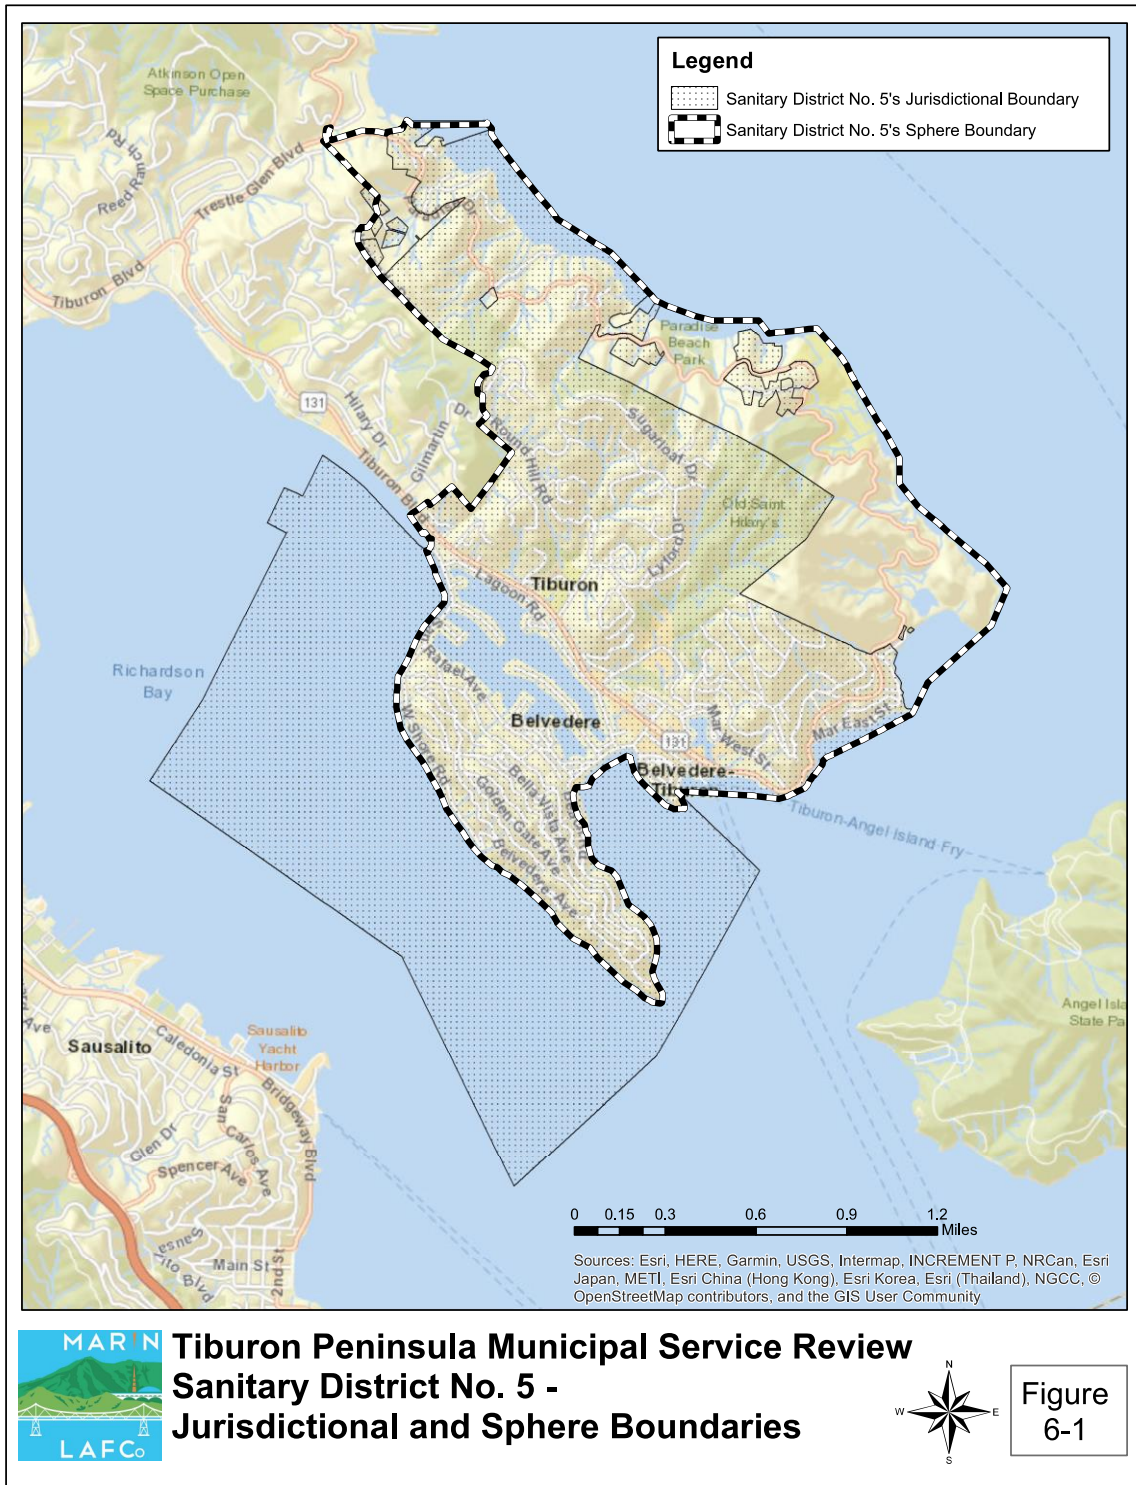 Legend
Sanitary District No. 5's Jurisdictional Boundary
Sanitary District No. 5's Sphere Boundary
Atkinson Open
Space Purchase
Reed Ranch Rd
Trestle Glen Blvd
Tiburon Blvd
Paradise Dr
Paradise
Beach
Park
131
Hilary Dr
Gilmartin
Dr
Tiburon Blvd
Round Hill Rd
Sugarloaf Dr
Old Saint
Hilary's
Lyford Dr
Tiburon
Lagoon Rd
Richardson
Bay
San Rafael Ave
Belvedere
W Shore Rd
Mar West St
Mar East St
131
Belvedere-
Tiburon
Bella Vista Ave
Golden Gate Ave
Belvedere Ave
Tiburon-Angel Island Fry
Angel Isla
State Pa
Ave
Sausalito
Caledonia St
Sausalito
Yacht
Harbor
Bridgeway Blvd
San Carlos Ave
Glen Dr
Spencer Ave
Main St
2nd St
0 0.15 0.3 0.6 0.9 1.2
Miles
Sources: Esri, HERE, Garmin, USGS, Intermap, INCREMENT P, NRCan, Esri
Japan, METI, Esri China (Hong Kong), Esri Korea, Esri (Thailand), NGCC, ©
OpenStreetMap contributors, and the GIS User Community
MARIN
LAFCo
Tiburon Peninsula Municipal Service Review
Sanitary District No. 5 -
Jurisdictional and Sphere Boundaries
N
W E
S
Figure
6-1